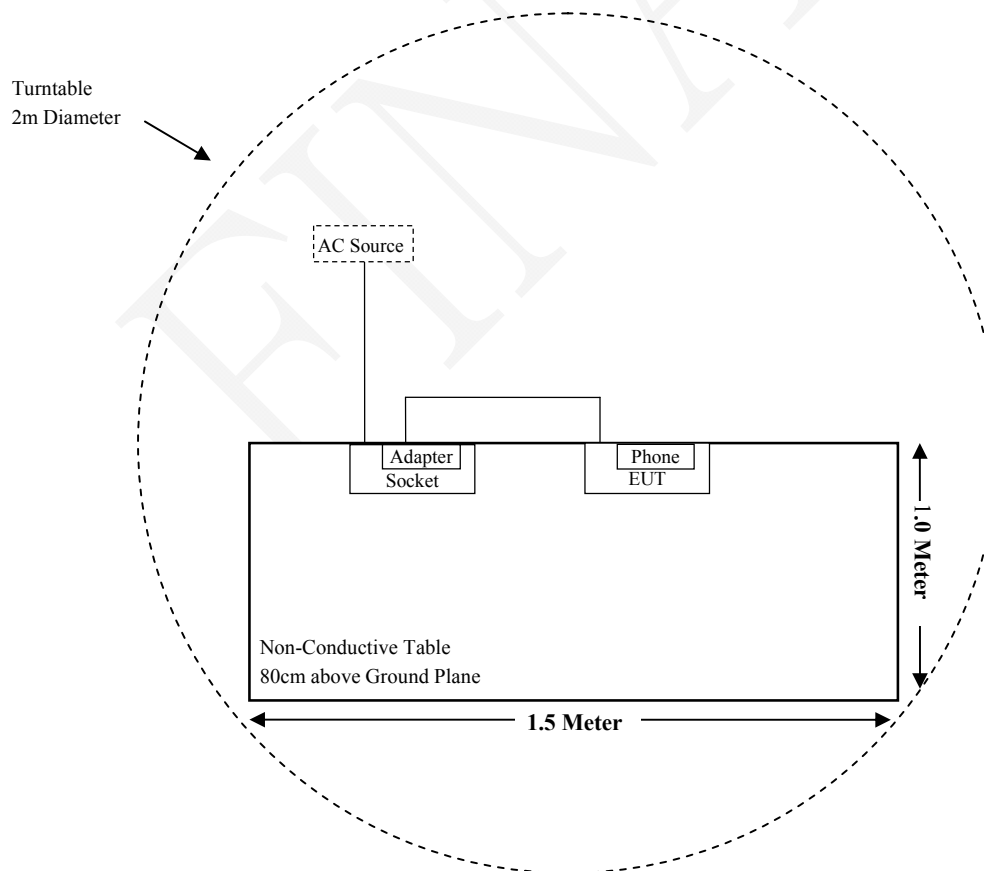 Turntable
2m Diameter
AC Source
Adapter
Socket
Phone
EUT
1.0 Meter
Non-Conductive Table
80cm above Ground Plane
1.5 Meter